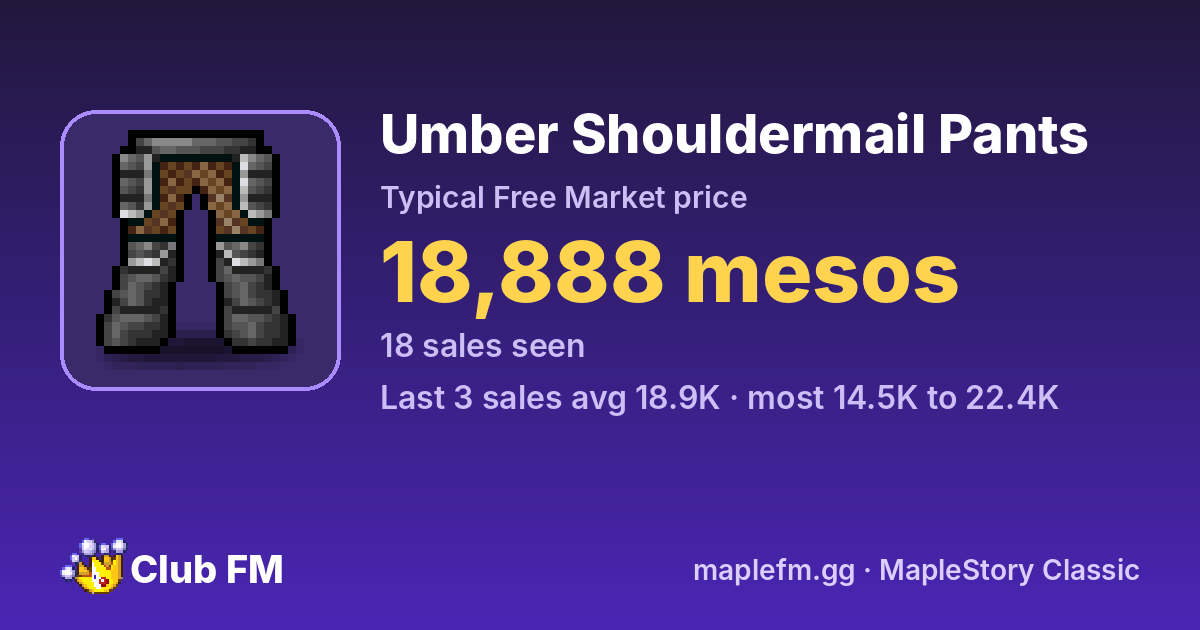 Umber Shouldermail Pants
Typical Free Market price
18,888 mesos
18 sales seen
Last 3 sales avg 18.9K · most 14.5K to 22.4K
Club FM
maplefm.gg · MapleStory Classic